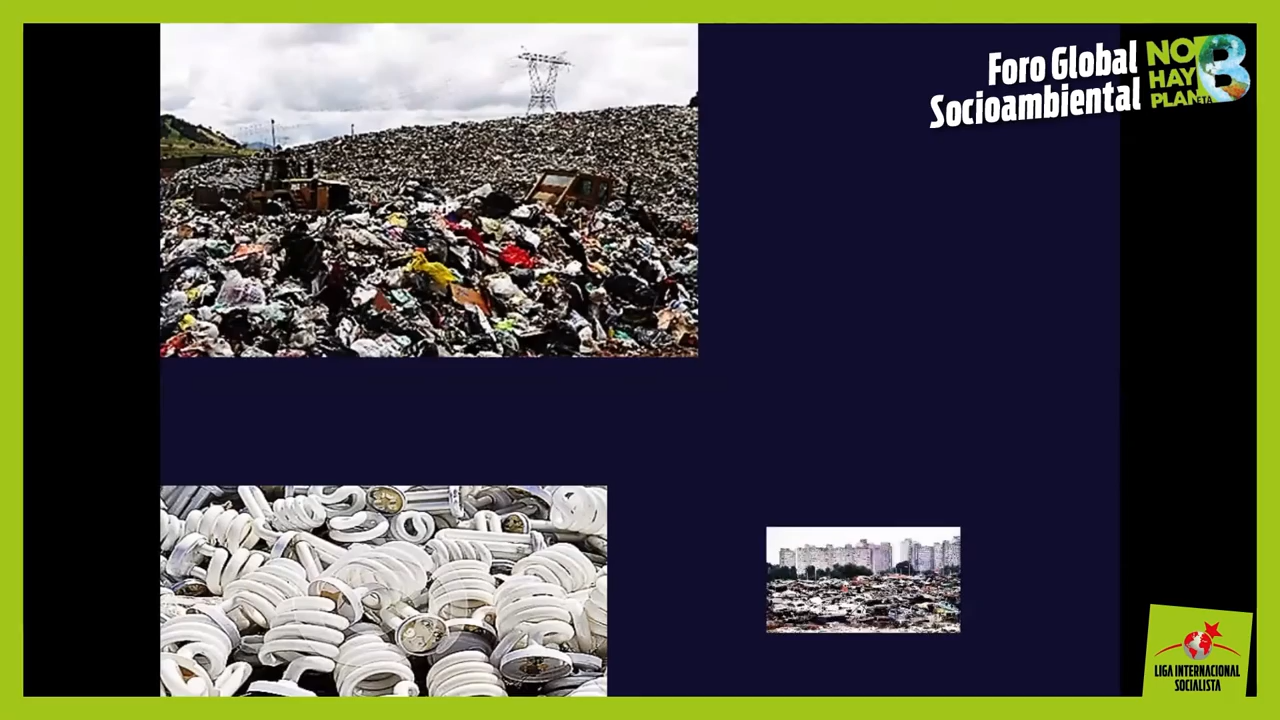 Foro Global
Socioambiental
NO
HAY
PLANETA
B
LIGA INTERNACIONAL
SOCIALISTA